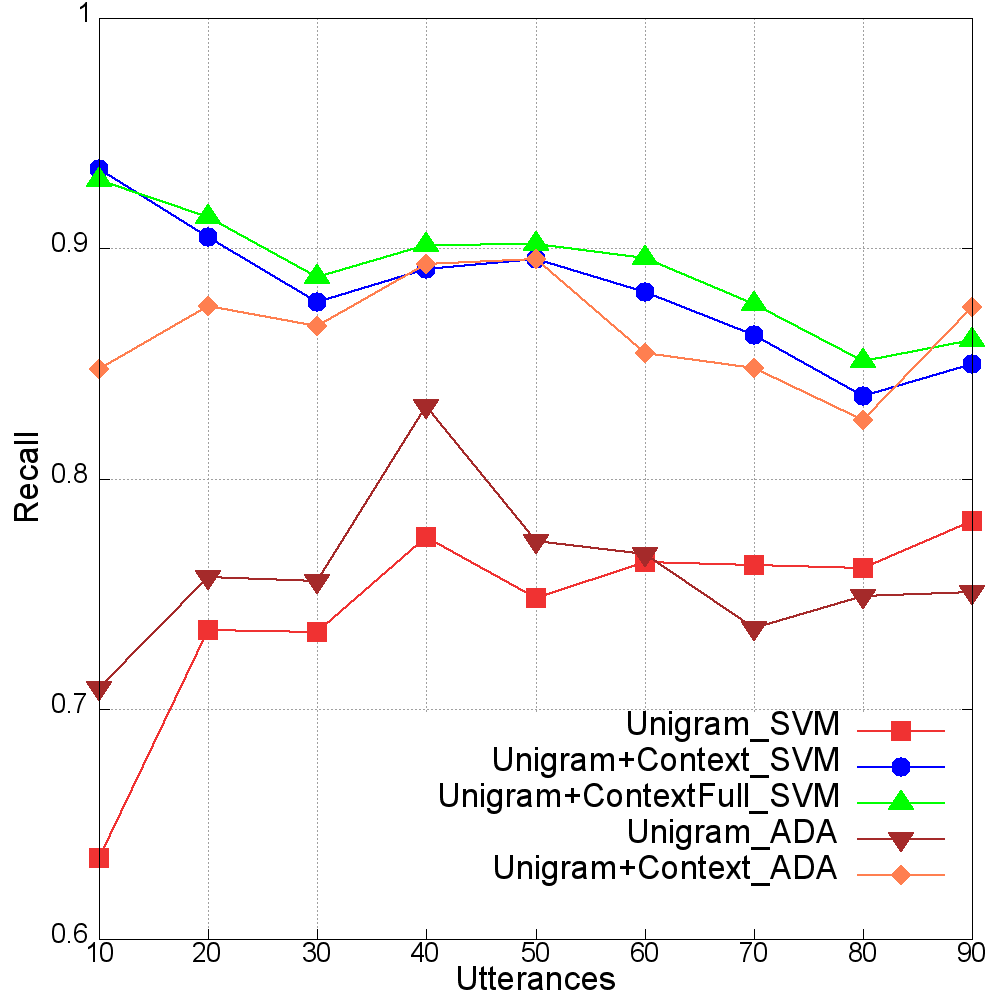 1
0.9
0.8
0.7
0.6
Recall
Unigram_SVM
Unigram+Context_SVM
Unigram+ContextFull_SVM
Unigram_ADA
Unigram+Context_ADA
10 20 30 40 50 60 70 80 90
Utterances